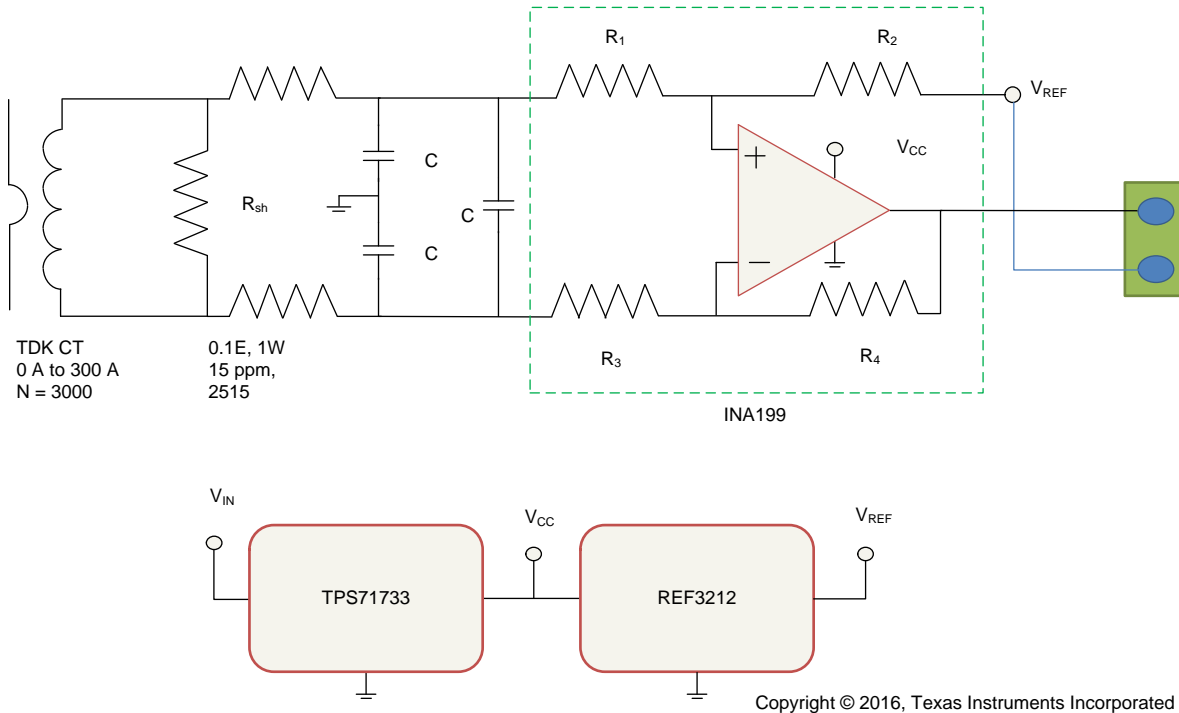 R1
R2
VREF
VCC
C
Rsh
C
C
TDK CT
0 A to 300 A
N = 3000
0.1E, 1W
15 ppm,
2515
R3
R4
INA199
VIN
VCC
VREF
TPS71733
REF3212
Copyright © 2016, Texas Instruments Incorporated